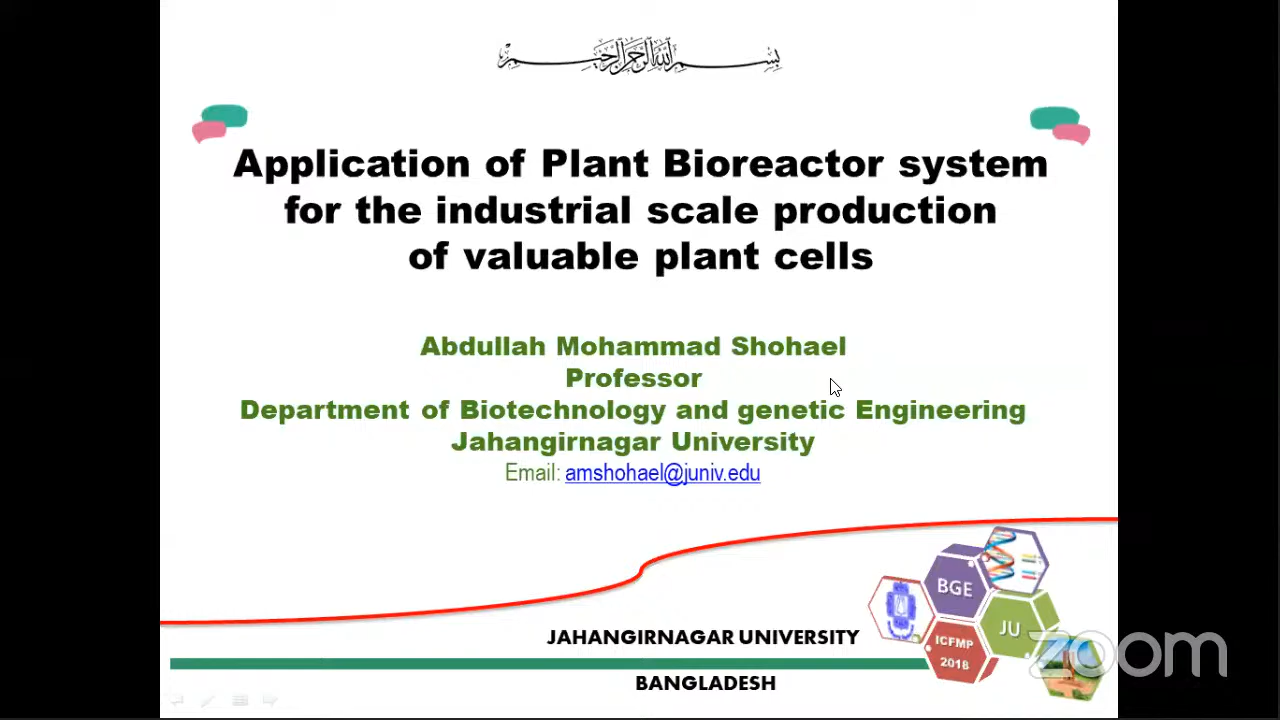 بسم الله الرحمن الرحيم
Application of Plant Bioreactor system
for the industrial scale production
of valuable plant cells
Abdullah Mohammad Shohael
Professor
Department of Biotechnology and genetic Engineering
Jahangirnagar University
Email: amshohael@juniv.edu
BGE
JU
ICFMP
2018
JAHANGIRNAGAR UNIVERSITY
BANGLADESH
zoom